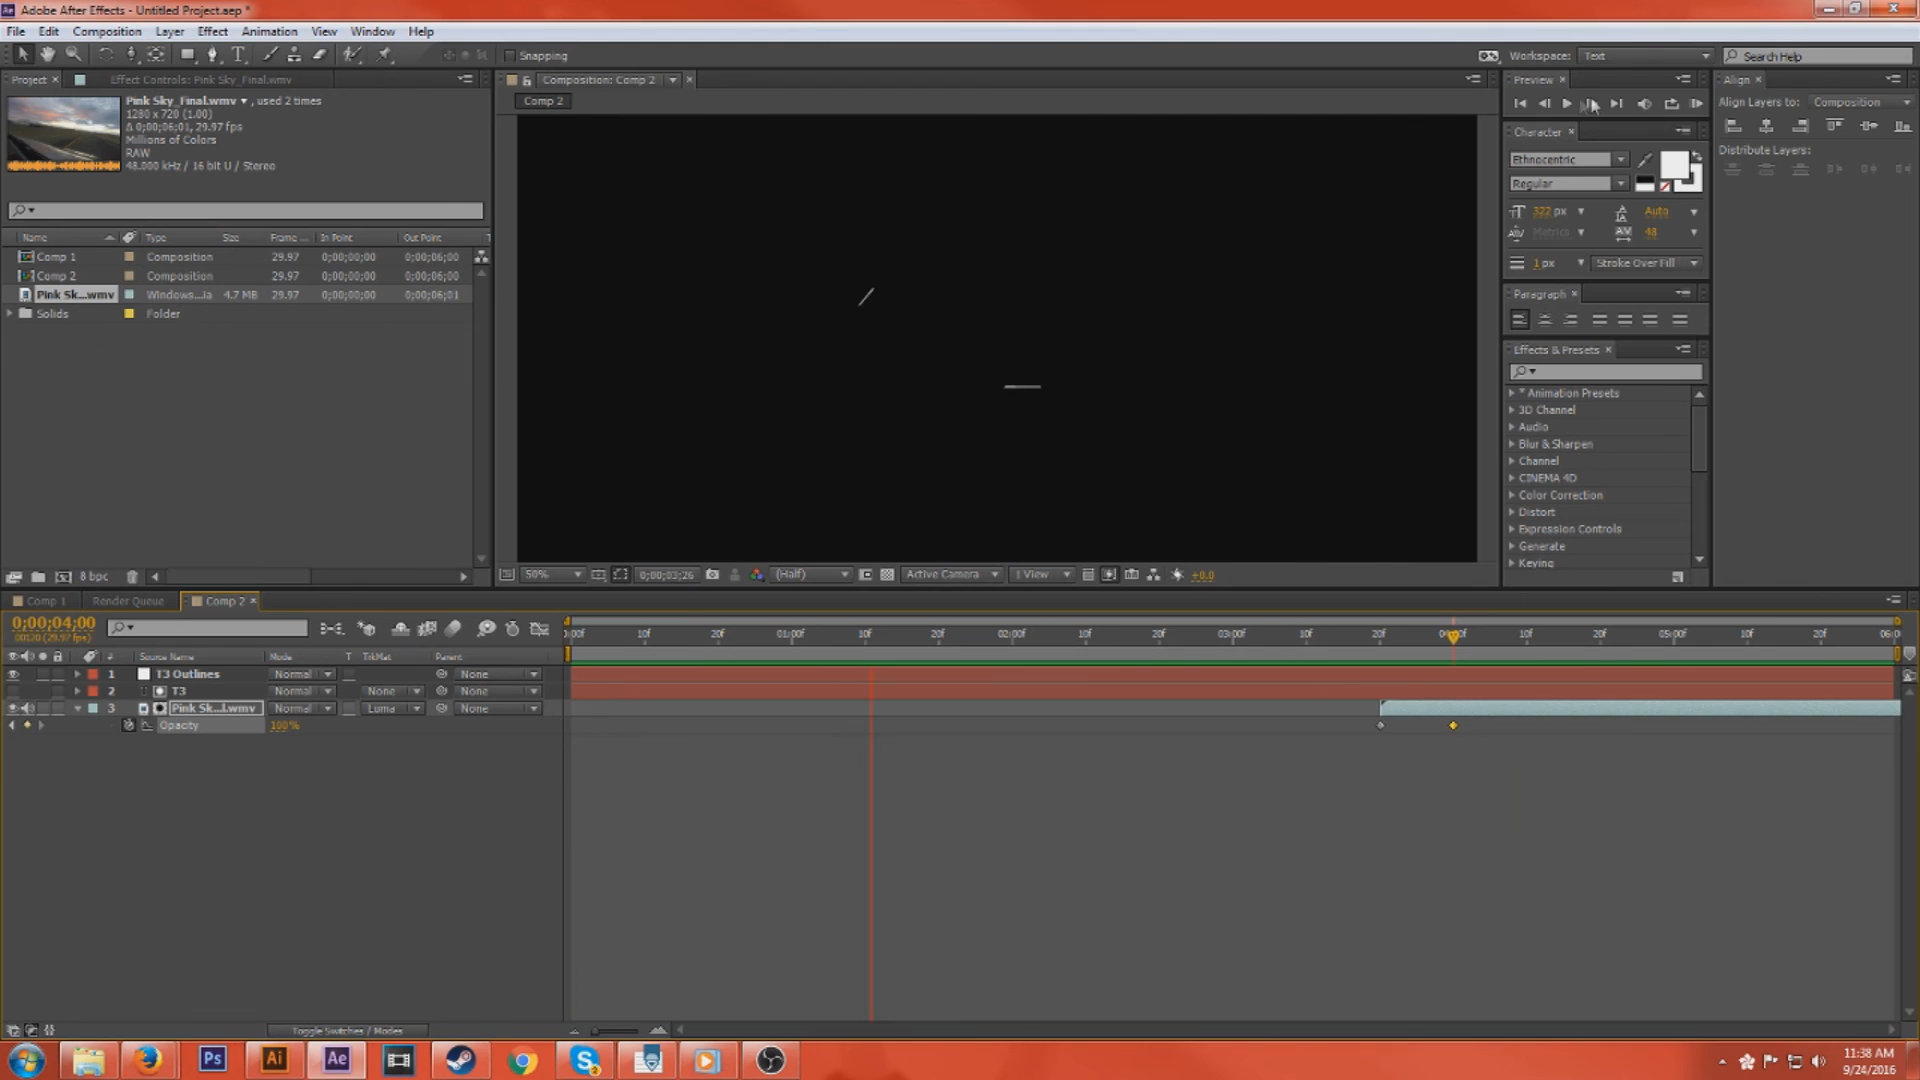 Adobe After Effects - Untitled Project.aep *
File Edit Composition Layer Effect Animation View Window Help
Snapping
Workspace: Text
Search Help
Project Effect Controls: Pink Sky_Final.wmv
Pink Sky_Final.wmv , used 2 times
1280 x 720 (1.00)
Δ 0;00;06;01, 29.97 fps
Millions of Colors
RAW
48.000 kHz / 16 bit U / Stereo
Name Type Size Frame ... In Point Out Point
Comp 1 Composition 29.97 0;00;00;00 0;00;06;00
Comp 2 Composition 29.97 0;00;00;00 0;00;06;00
Pink Sk...wmv Windows...ia 4.7 MB 29.97 0;00;00;00 0;00;06;01
Solids Folder
8 bpc
Composition: Comp 2
Comp 2
50% 0;00;03;26 (Half) Active Camera 1 View +0.0
Preview
Character
Ethnocentric
Regular
322 px Auto
Metrics 48
1 px Stroke Over Fill
Paragraph
Effects & Presets
* Animation Presets
3D Channel
Audio
Blur & Sharpen
Channel
CINEMA 4D
Color Correction
Distort
Expression Controls
Generate
Keying
Align
Align Layers to: Composition
Distribute Layers:
Comp 1 Render Queue Comp 2
0;00;04;00
00120 (29.97 fps)
:00f 10f 20f 01:00f 10f 20f 02:00f 10f 20f 03:00f 10f 20f 10f 20f 05:00f 10f 20f 06:0
# Source Name Mode T TrkMat Parent
1 T3 Outlines Normal None
2 T3 Normal None None
3 Pink Sk...l.wmv Normal Luma None
Opacity 100%
Toggle Switches / Modes
Ps Ai Ae
11:38 AM
9/24/2016